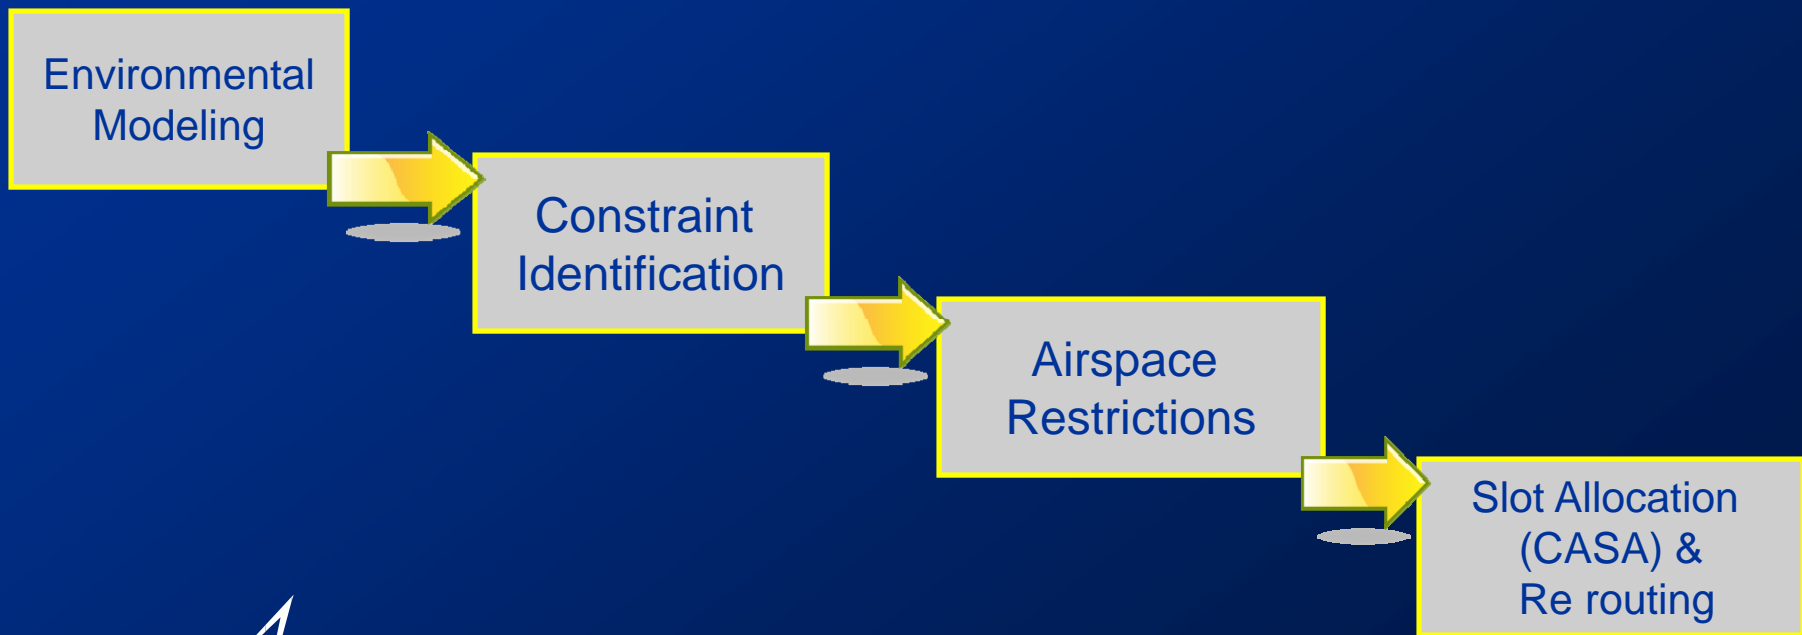 Environmental
Modeling
Constraint
Identification
Airspace
Restrictions
Slot Allocation
(CASA) &
Re routing